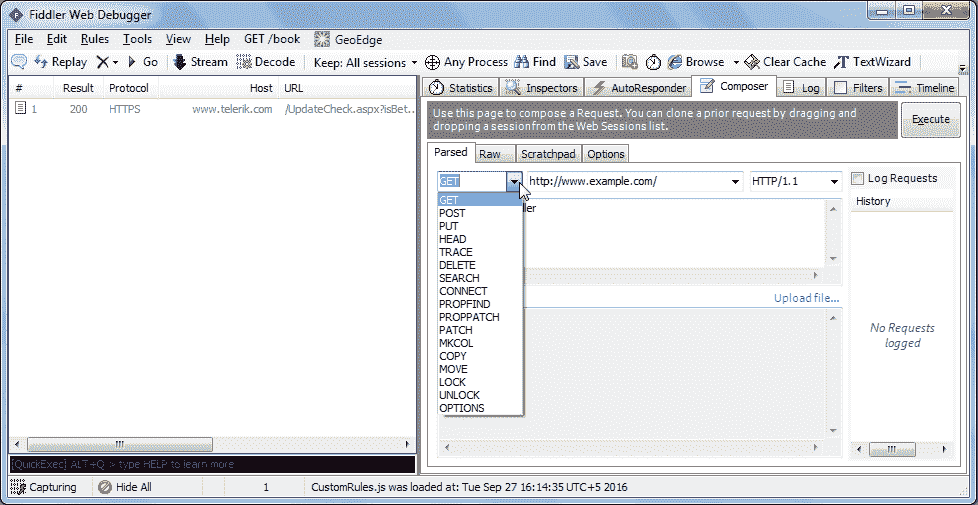 Fiddler Web Debugger
File Edit Rules Tools View Help GET /book GeoEdge
Replay Go Stream Decode Keep: All sessions Any Process Find Save Browse Clear Cache TextWizard
# Result Protocol Host URL
1 200 HTTPS www.telerik.com /UpdateCheck.aspx?isBet...
Statistics Inspectors AutoResponder Composer Log Filters Timeline
Use this page to compose a Request. You can clone a prior request by dragging and
dropping a sessionfrom the Web Sessions list.
Execute
Parsed Raw Scratchpad Options
GET http://www.example.com/ HTTP/1.1
Log Requests
History
GET
POST
PUT
HEAD
TRACE
DELETE
SEARCH
CONNECT
PROPFIND
PROPPATCH
PATCH
MKCOL
COPY
MOVE
LOCK
UNLOCK
OPTIONS
Upload file...
No Requests
logged
[QuickExec] ALT+Q > type HELP to learn more
Capturing Hide All 1 CustomRules.js was loaded at: Tue Sep 27 16:14:35 UTC+5 2016